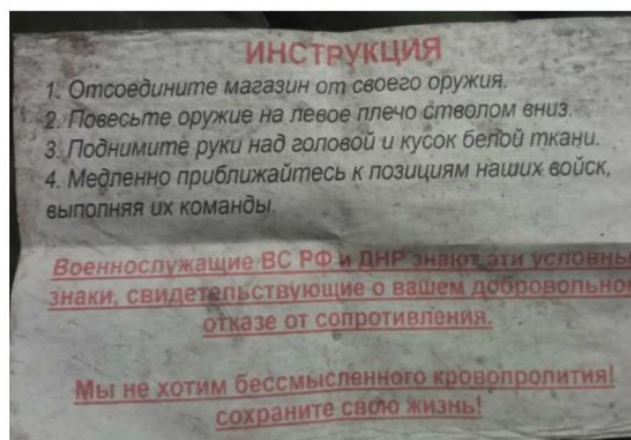 ИНСТРУКЦИЯ
1. Отсоедините магазин от своего оружия.
2. Повесьте оружие на левое плечо стволом вниз.
3. Поднимите руки над головой и кусок белой ткани.
4. Медленно приближайтесь к позициям наших войск,
выполняя их команды.
Военнослужащие ВС РФ и ДНР знают эти условны
знаки, свидетельствующие о вашем добровольно
отказе от сопротивления.
Мы не хотим бессмысленного кровопролития!
сохраните свою жизнь!